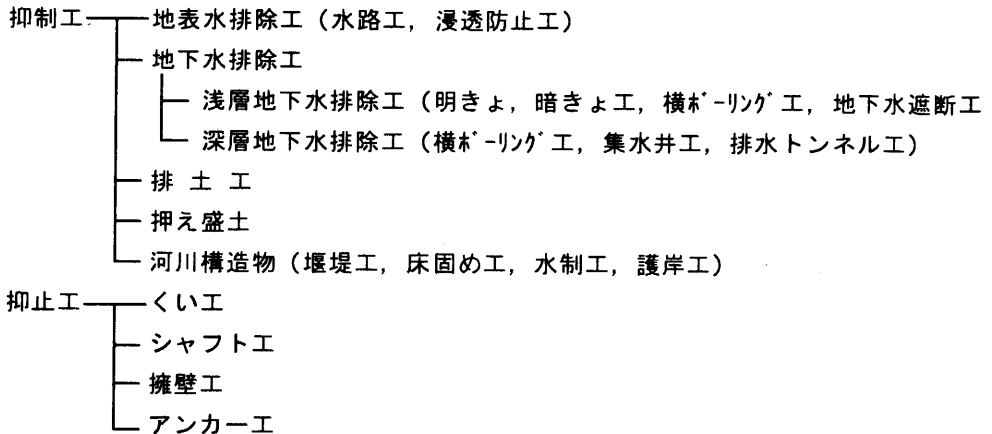 抑制工 地表水排除工（水路工，浸透防止工）
地下水排除工
浅層地下水排除工（明きょ，暗きょ工，横ﾎﾞｰﾘﾝｸﾞ工，地下水遮断工
深層地下水排除工（横ﾎﾞｰﾘﾝｸﾞ工，集水井工，排水トンネル工）
排 土 工
押え盛土
河川構造物（堰堤工，床固め工，水制工，護岸工）
抑止工 くい工
シャフト工
擁壁工
アンカー工